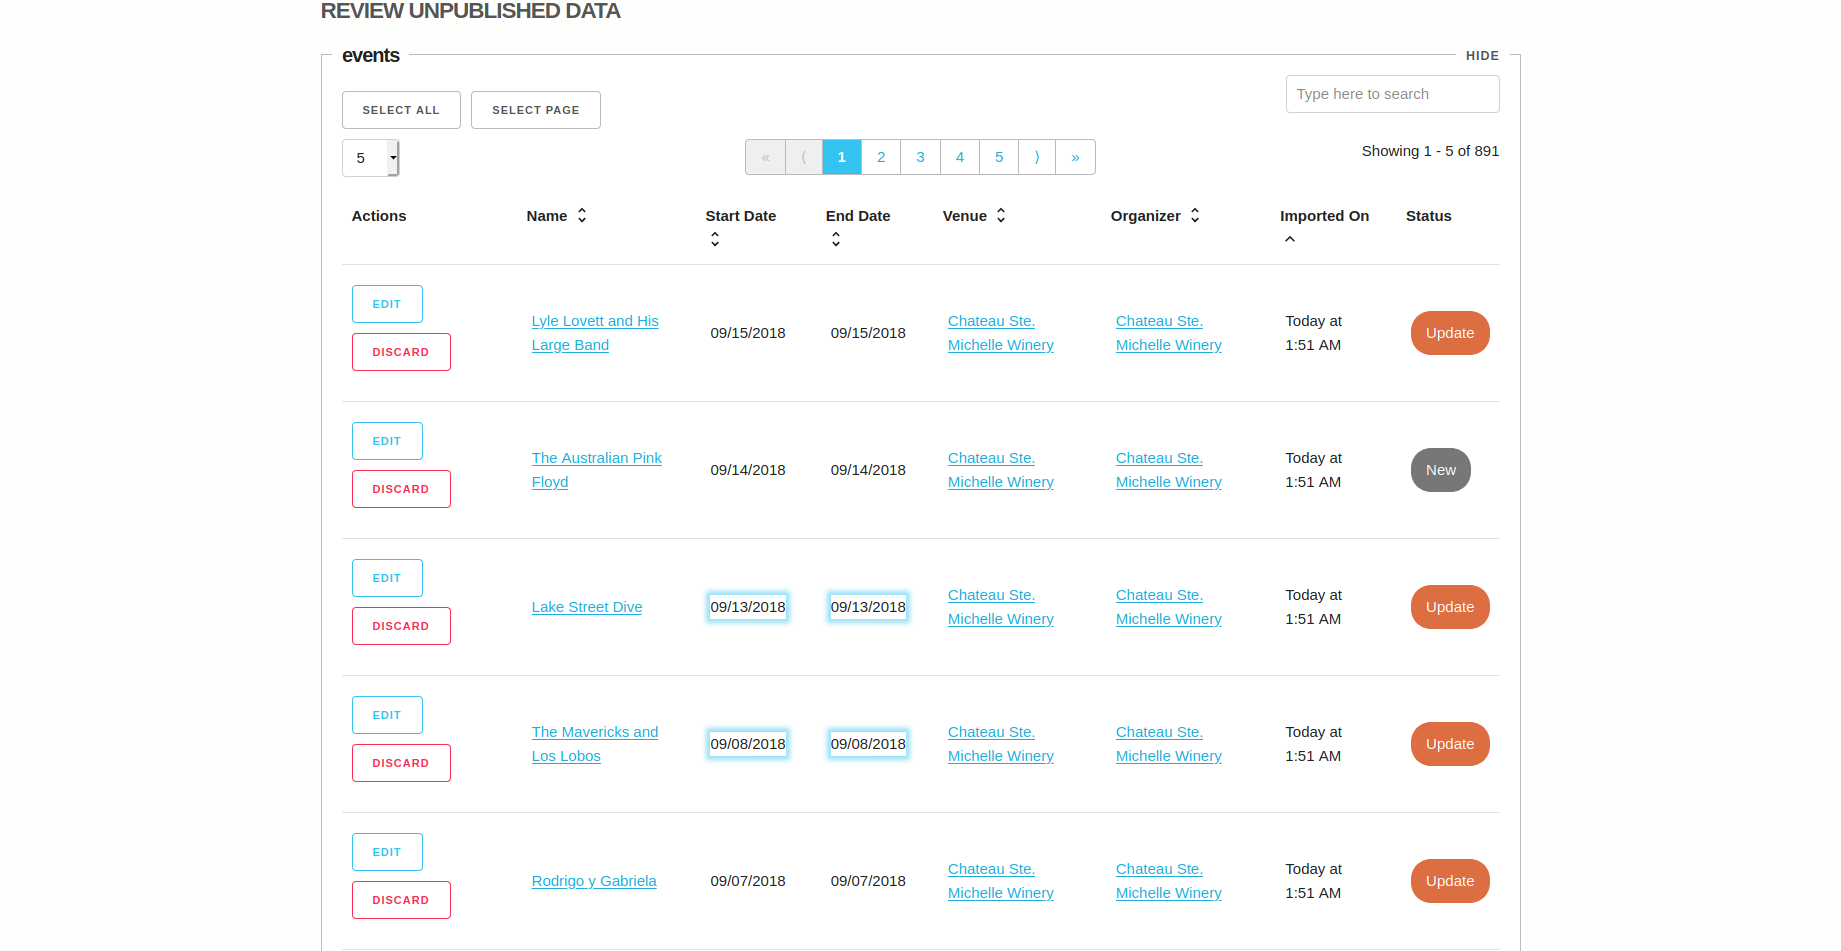 REVIEW UNPUBLISHED DATA
events
HIDE
SELECT ALL
SELECT PAGE
Type here to search
5
« ⟨ 1 2 3 4 5 ⟩ »
Showing 1 - 5 of 891
Actions Name Start Date End Date Venue Organizer Imported On Status
EDIT
DISCARD
Lyle Lovett and His
Large Band
09/15/2018
09/15/2018
Chateau Ste.
Michelle Winery
Chateau Ste.
Michelle Winery
Today at
1:51 AM
Update
EDIT
DISCARD
The Australian Pink
Floyd
09/14/2018
09/14/2018
Chateau Ste.
Michelle Winery
Chateau Ste.
Michelle Winery
Today at
1:51 AM
New
EDIT
DISCARD
Lake Street Dive
09/13/2018
09/13/2018
Chateau Ste.
Michelle Winery
Chateau Ste.
Michelle Winery
Today at
1:51 AM
Update
EDIT
DISCARD
The Mavericks and
Los Lobos
09/08/2018
09/08/2018
Chateau Ste.
Michelle Winery
Chateau Ste.
Michelle Winery
Today at
1:51 AM
Update
EDIT
DISCARD
Rodrigo y Gabriela
09/07/2018
09/07/2018
Chateau Ste.
Michelle Winery
Chateau Ste.
Michelle Winery
Today at
1:51 AM
Update